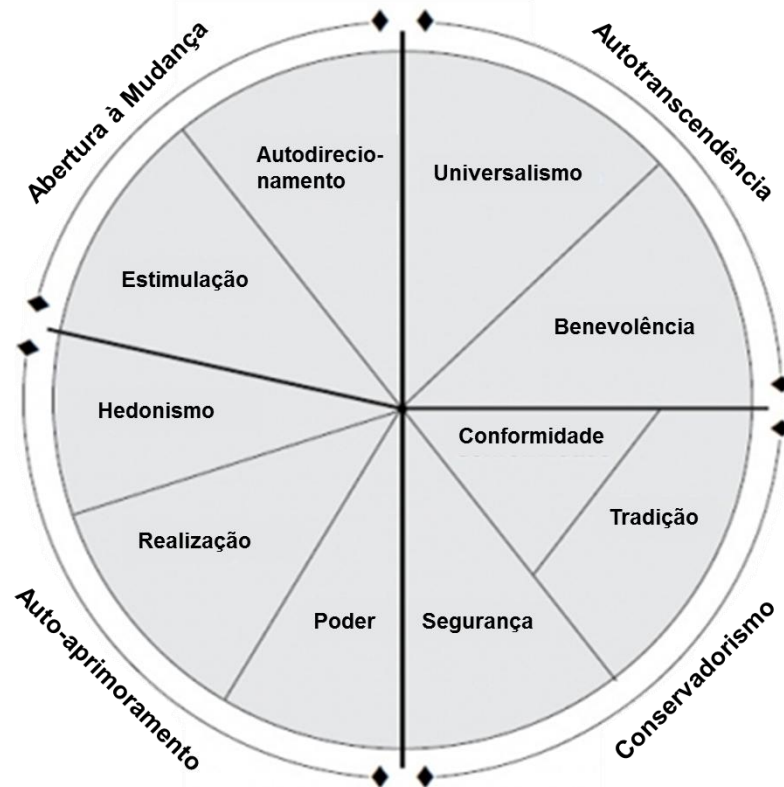 Abertura à Mudança
Autotranscendência
Autodirecio-
namento
Universalismo
Estimulação
Benevolência
Hedonismo
Conformidade
Realização
Tradição
Poder
Segurança
Auto-aprimoramento
Conservadorismo